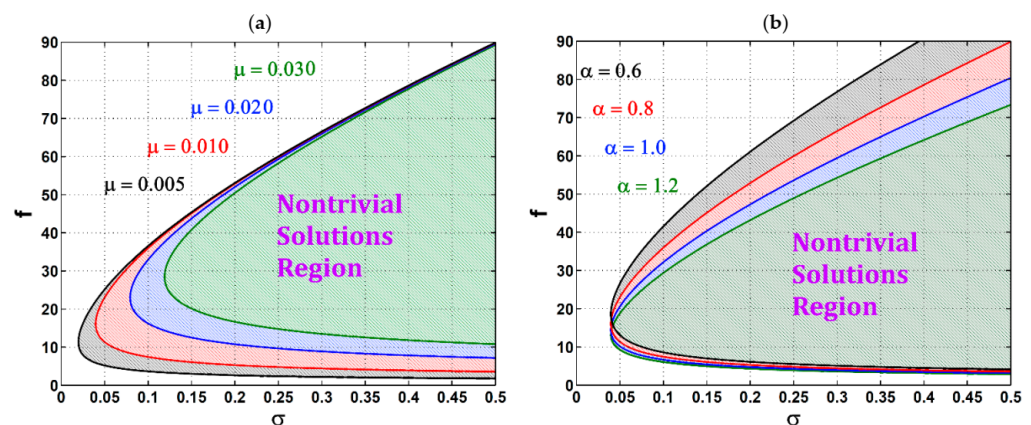 (a)
90
80
70
60
50
40
30
20
10
0
f
μ = 0.030
μ = 0.020
μ = 0.010
μ = 0.005
Nontrivial
Solutions
Region
0 0.05 0.1 0.15 0.2 0.25 0.3 0.35 0.4 0.45 0.5
σ
(b)
90
80
70
60
50
40
30
20
10
0
f
α = 0.6
α = 0.8
α = 1.0
α = 1.2
Nontrivial
Solutions
Region
0 0.05 0.1 0.15 0.2 0.25 0.3 0.35 0.4 0.45 0.5
σ